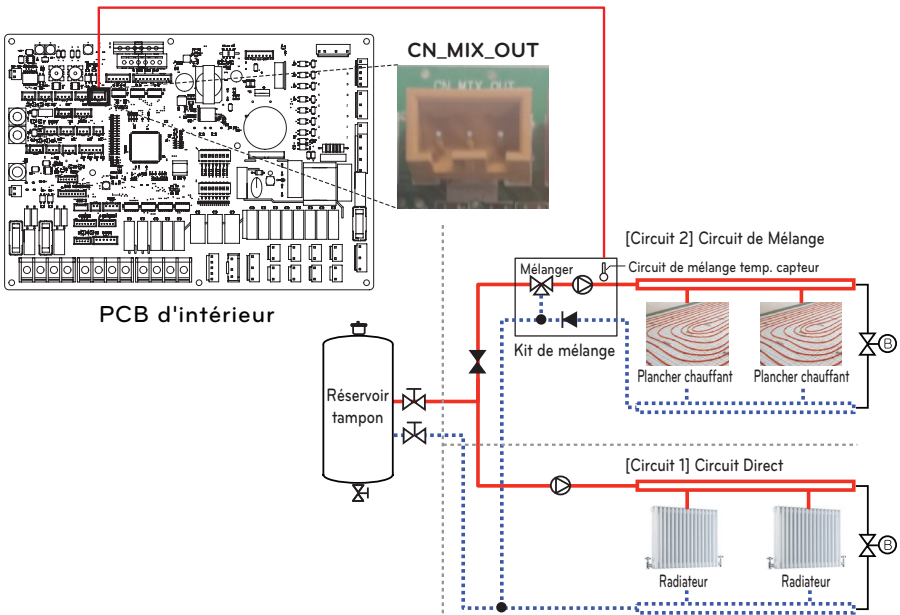 CN_MIX_OUT
CN_MIX_OUT
PCB d'intérieur
[Circuit 2] Circuit de Mélange
Mélanger
Circuit de mélange temp. capteur
Kit de mélange
Plancher chauffant
Plancher chauffant
B
Réservoir
tampon
[Circuit 1] Circuit Direct
Radiateur
Radiateur
B